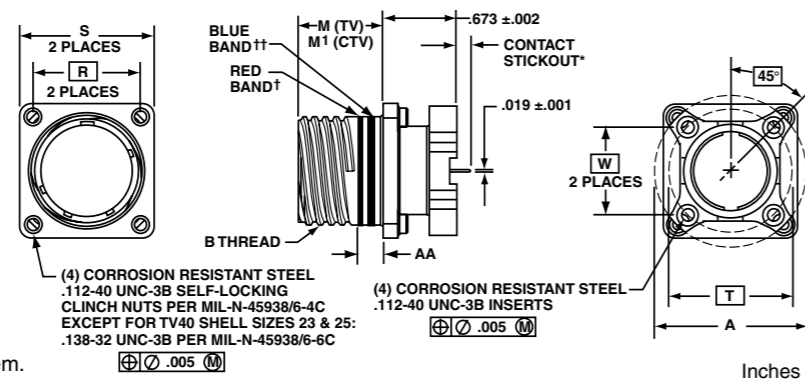 S
2 PLACES
R
2 PLACES
BLUE
BAND††
RED
BAND†
M (TV)
M1 (CTV)
.673 ±.002
CONTACT
STICKOUT*
.019 ±.001
45°
W
2 PLACES
B THREAD
AA
T
A
(4) CORROSION RESISTANT STEEL
.112-40 UNC-3B SELF-LOCKING
CLINCH NUTS PER MIL-N-45938/6-4C
EXCEPT FOR TV40 SHELL SIZES 23 & 25:
.138-32 UNC-3B PER MIL-N-45938/6-6C
⌖ ∅ .005 Ⓜ
(4) CORROSION RESISTANT STEEL
.112-40 UNC-3B INSERTS
⌖ ∅ .005 Ⓜ
em.
Inches